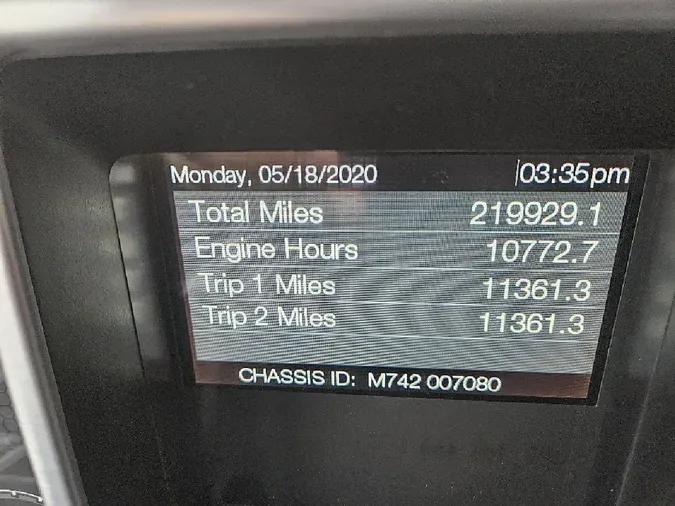 Monday, 05/18/2020 03:35pm
Total Miles 219929.1
Engine Hours 10772.7
Trip 1 Miles 11361.3
Trip 2 Miles 11361.3
CHASSIS ID: M742 007080